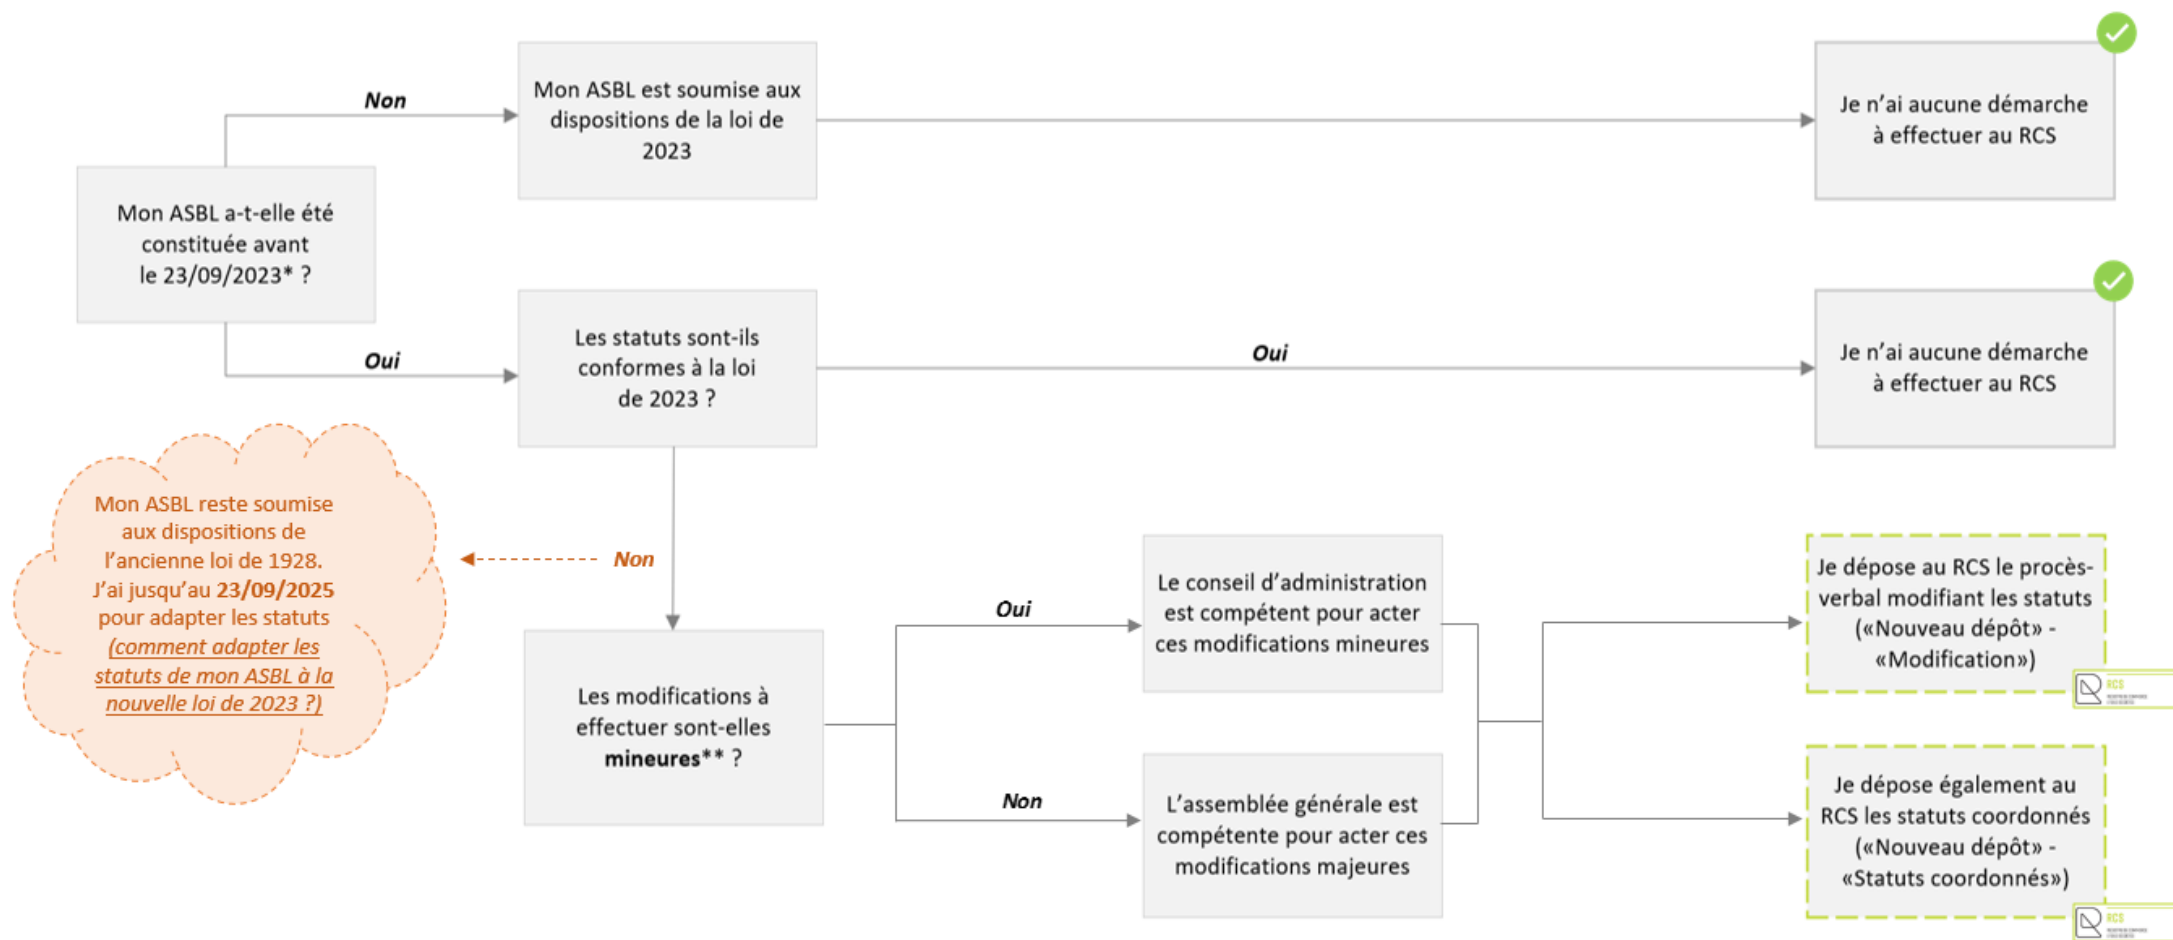 Non
Mon ASBL est soumise aux
dispositions de la loi de
2023
Je n’ai aucune démarche
à effectuer au RCS
Mon ASBL a-t-elle été
constituée avant
le 23/09/2023* ?
Oui
Les statuts sont-ils
conformes à la loi
de 2023 ?
Oui
Je n’ai aucune démarche
à effectuer au RCS
Mon ASBL reste soumise
aux dispositions de
l’ancienne loi de 1928.
J’ai jusqu’au 23/09/2025
pour adapter les statuts
(comment adapter les
statuts de mon ASBL à la
nouvelle loi de 2023 ?)
Non
Les modifications à
effectuer sont-elles
mineures** ?
Oui
Le conseil d’administration
est compétent pour acter
ces modifications mineures
Non
L’assemblée générale est
compétente pour acter ces
modifications majeures
Je dépose au RCS le procès-
verbal modifiant les statuts
(«Nouveau dépôt» -
«Modification»)
RCS
Je dépose également au
RCS les statuts coordonnés
(«Nouveau dépôt» -
«Statuts coordonnés»)
RCS